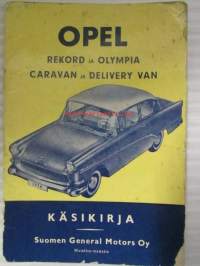 OPEL
REKORD JA OLYMPIA
CARAVAN JA DELIVERY VAN
KÄSIKIRJA
Suomen General Motors Oy